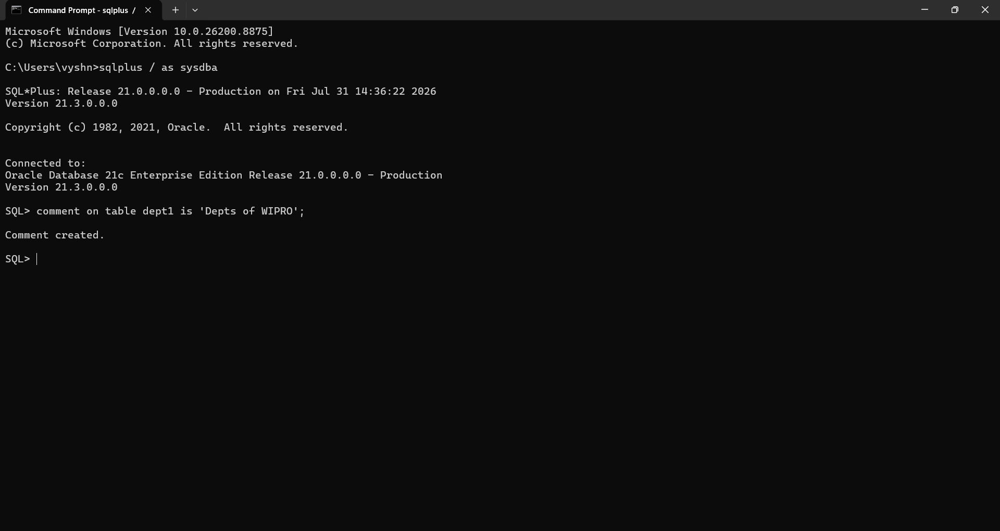 Command Prompt - sqlplus /
Microsoft Windows [Version 10.0.26200.8875]
(c) Microsoft Corporation. All rights reserved.
C:\Users\vyshn>sqlplus / as sysdba
SQL*Plus: Release 21.0.0.0.0 - Production on Fri Jul 31 14:36:22 2026
Version 21.3.0.0.0
Copyright (c) 1982, 2021, Oracle.  All rights reserved.
Connected to:
Oracle Database 21c Enterprise Edition Release 21.0.0.0.0 - Production
Version 21.3.0.0.0
SQL> comment on table dept1 is 'Depts of WIPRO';
Comment created.
SQL>